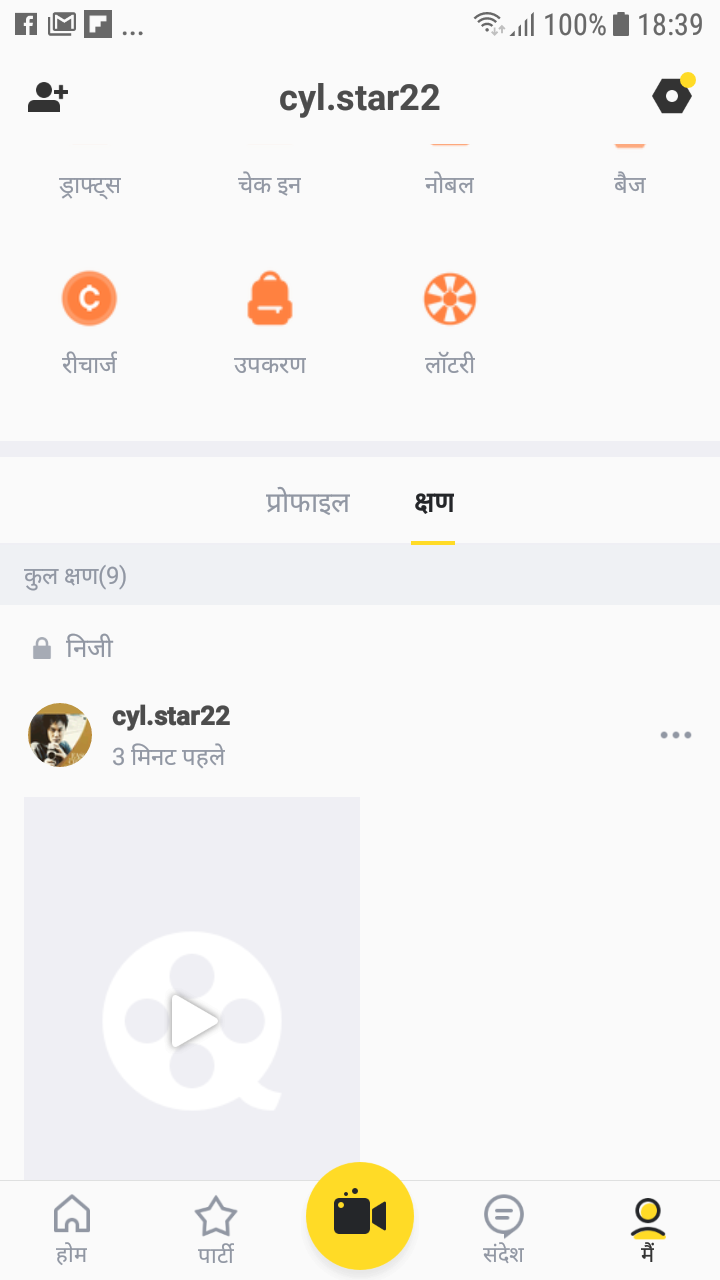 ... 100% 18:39
cyl.star22
ड्राफ्ट्स चेक इन नोबल बैज
रीचार्ज उपकरण लॉटरी
प्रोफाइल क्षण
कुल क्षण(9)
निजी
cyl.star22
3 मिनट पहले
होम पार्टी संदेश मैं